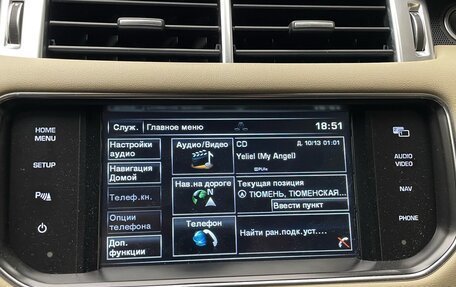 Служ.
Главное меню
18:51
Настройки
аудио
Навигация
Домой
Телеф.кн.
Опции
телефона
Доп.
функции
Аудио/Видео
Нав.на дороге
N
Телефон
CD
Д. 10/13 01:01
Yeliel (My Angel)
Текущая позиция
ТЮМЕНЬ, ТЮМЕНСКАЯ...
Ввести пункт
Найти ран.подк.уст....
HOME
MENU
SETUP
P
AUDIO
VIDEO
NAV
PHONE